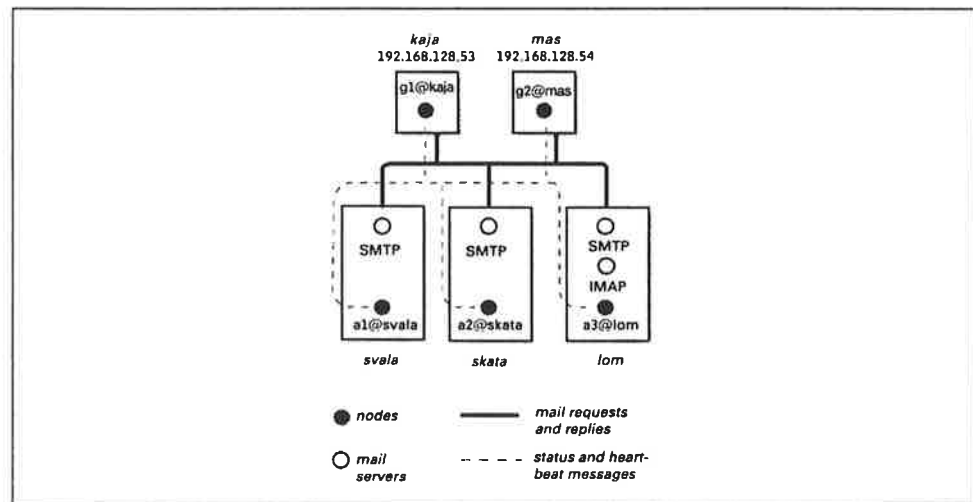 kaja
192.168.128.53
mas
192.168.128.54
g1@kaja
g2@mas
SMTP
SMTP
SMTP
IMAP
a1@svala
a2@skata
a3@lom
svala
skata
lom
nodes
mail requests
and replies
mail
servers
status and heart-
beat messages